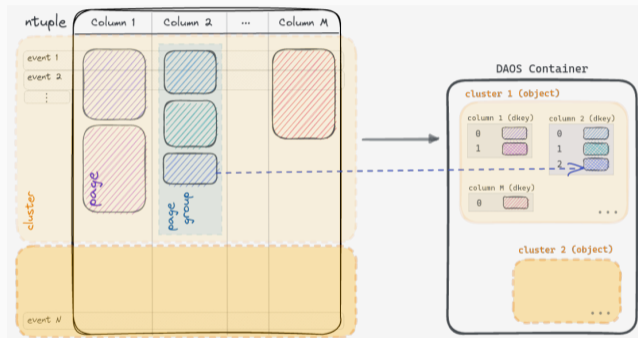 ntuple Column 1 Column 2 ... Column M
event 1
event 2
⋮
page
page group
cluster
event N
DAOS Container
cluster 1 (object)
column 1 (dkey) column 2 (dkey)
0 0
1 1
2
column M (dkey)
0
...
cluster 2 (object)
...